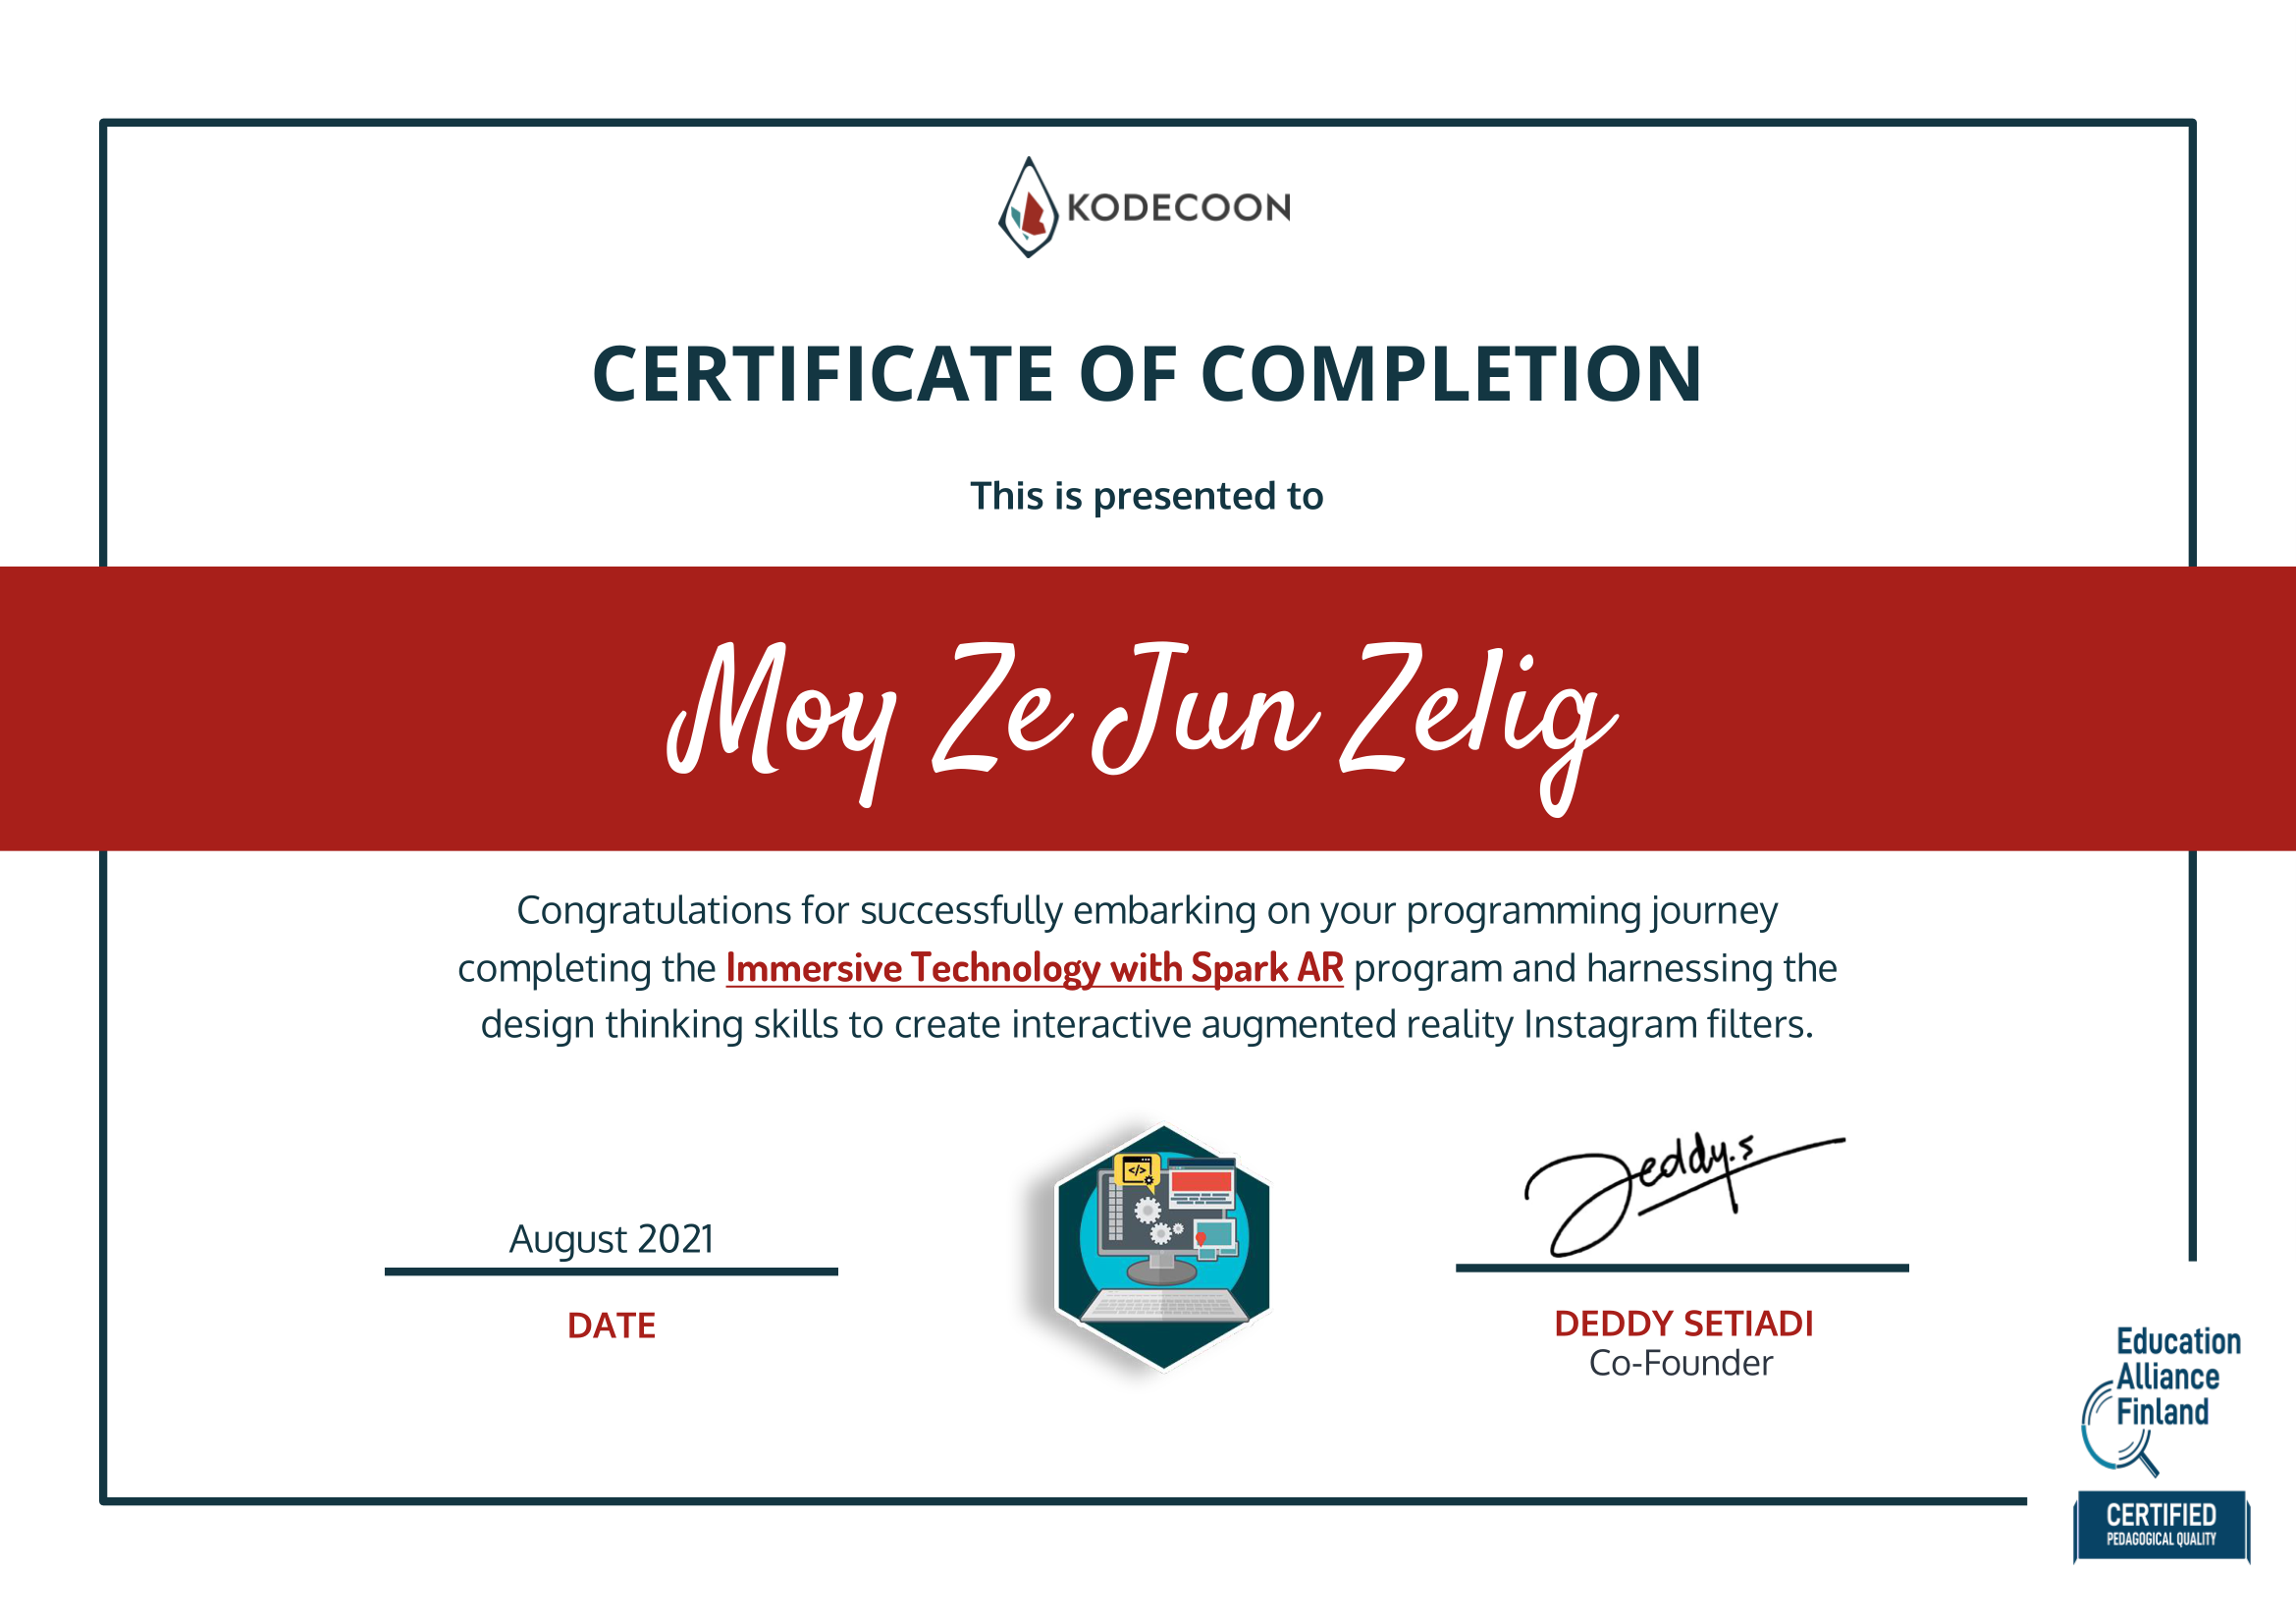 KODECOON
CERTIFICATE OF COMPLETION
This is presented to
Moy Ze Jun Zelig
Congratulations for successfully embarking on your programming journey
completing the Immersive Technology with Spark AR program and harnessing the
design thinking skills to create interactive augmented reality Instagram filters.
</>
Deddy.s
August 2021
DATE
DEDDY SETIADI
Co-Founder
Education
Alliance
Finland
CERTIFIED
PEDAGOGICAL QUALITY